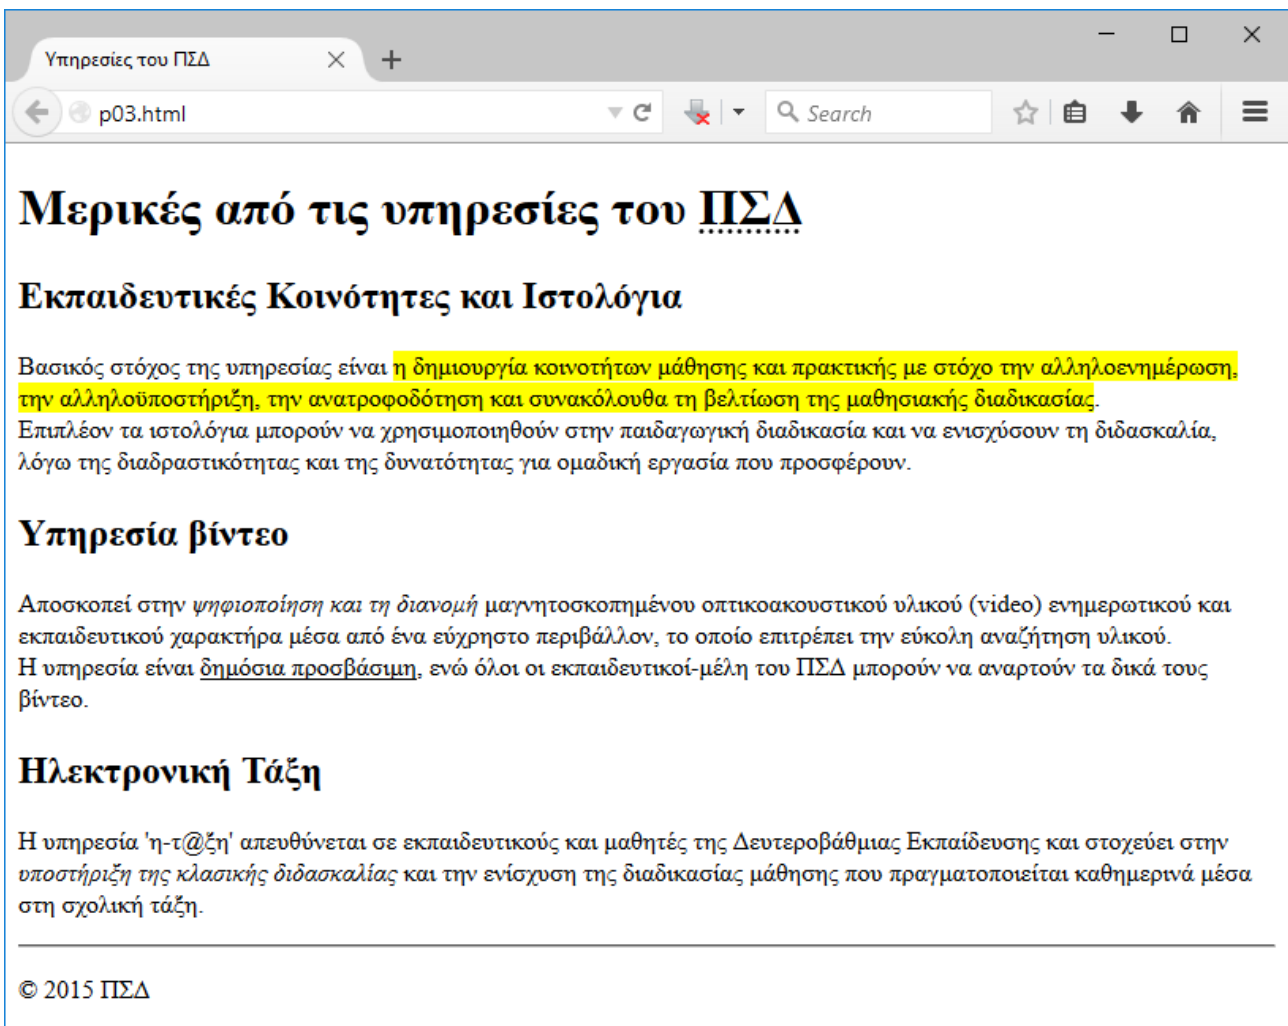 Υπηρεσίες του ΠΣΔ
p03.html
Search
Μερικές από τις υπηρεσίες του ΠΣΔ
Εκπαιδευτικές Κοινότητες και Ιστολόγια
Βασικός στόχος της υπηρεσίας είναι η δημιουργία κοινοτήτων μάθησης και πρακτικής με στόχο την αλληλοενημέρωση,
την αλληλοϋποστήριξη, την ανατροφοδότηση και συνακόλουθα τη βελτίωση της μαθησιακής διαδικασίας.
Επιπλέον τα ιστολόγια μπορούν να χρησιμοποιηθούν στην παιδαγωγική διαδικασία και να ενισχύσουν τη διδασκαλία,
λόγω της διαδραστικότητας και της δυνατότητας για ομαδική εργασία που προσφέρουν.
Υπηρεσία βίντεο
Αποσκοπεί στην ψηφιοποίηση και τη διανομή μαγνητοσκοπημένου οπτικοακουστικού υλικού (video) ενημερωτικού και
εκπαιδευτικού χαρακτήρα μέσα από ένα εύχρηστο περιβάλλον, το οποίο επιτρέπει την εύκολη αναζήτηση υλικού.
Η υπηρεσία είναι δημόσια προσβάσιμη, ενώ όλοι οι εκπαιδευτικοί-μέλη του ΠΣΔ μπορούν να αναρτούν τα δικά τους
βίντεο.
Ηλεκτρονική Τάξη
Η υπηρεσία 'η-τ@ξη' απευθύνεται σε εκπαιδευτικούς και μαθητές της Δευτεροβάθμιας Εκπαίδευσης και στοχεύει στην
υποστήριξη της κλασικής διδασκαλίας και την ενίσχυση της διαδικασίας μάθησης που πραγματοποιείται καθημερινά μέσα
στη σχολική τάξη.
© 2015 ΠΣΔ